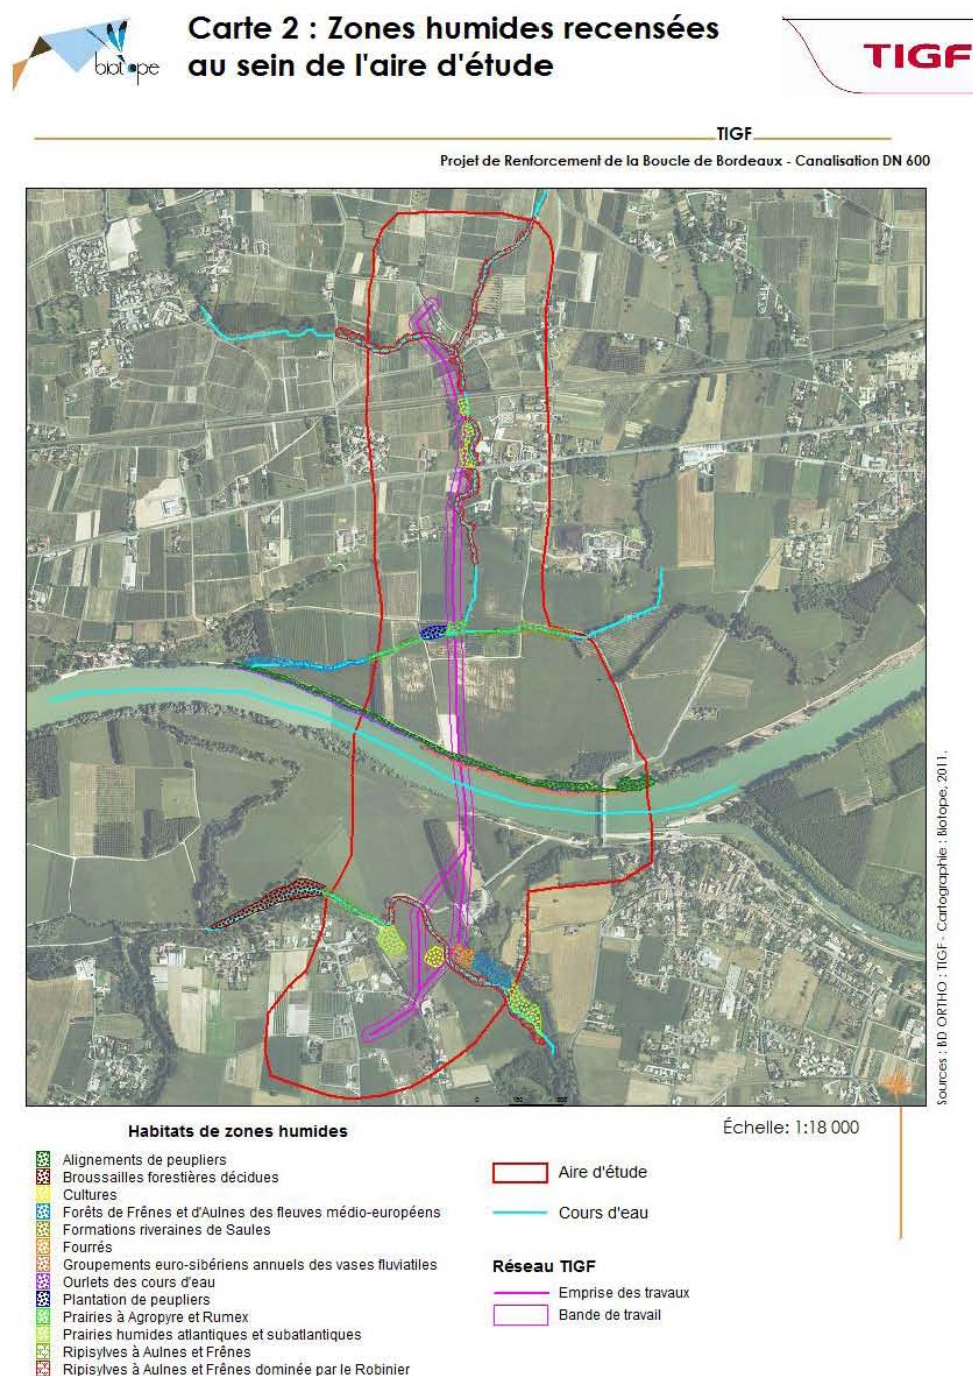 biotope
Carte 2 : Zones humides recensées
au sein de l'aire d'étude
TIGF
TIGF
Projet de Renforcement de la Boucle de Bordeaux - Canalisation DN 600
Sources : BD ORTHO : TIGF - Cartographie : Biotope, 2011.
Échelle: 1:18 000
Habitats de zones humides
Alignements de peupliers
Broussailles forestières décidues
Cultures
Forêts de Frênes et d'Aulnes des fleuves médio-européens
Formations riveraines de Saules
Fourrés
Groupements euro-sibériens annuels des vases fluviatiles
Ourlets des cours d'eau
Plantation de peupliers
Prairies à Agropyre et Rumex
Prairies humides atlantiques et subatlantiques
Ripisylves à Aulnes et Frênes
Ripisylves à Aulnes et Frênes dominée par le Robinier
Aire d'étude
Cours d'eau
Réseau TIGF
Emprise des travaux
Bande de travail